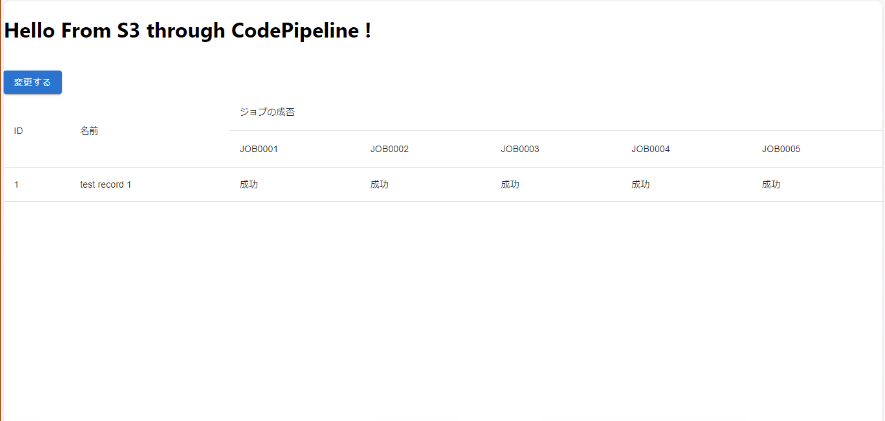 Hello From S3 through CodePipeline !
変更する
ジョブの成否
ID 名前
JOB0001 JOB0002 JOB0003 JOB0004 JOB0005
1 test record 1 成功 成功 成功 成功 成功